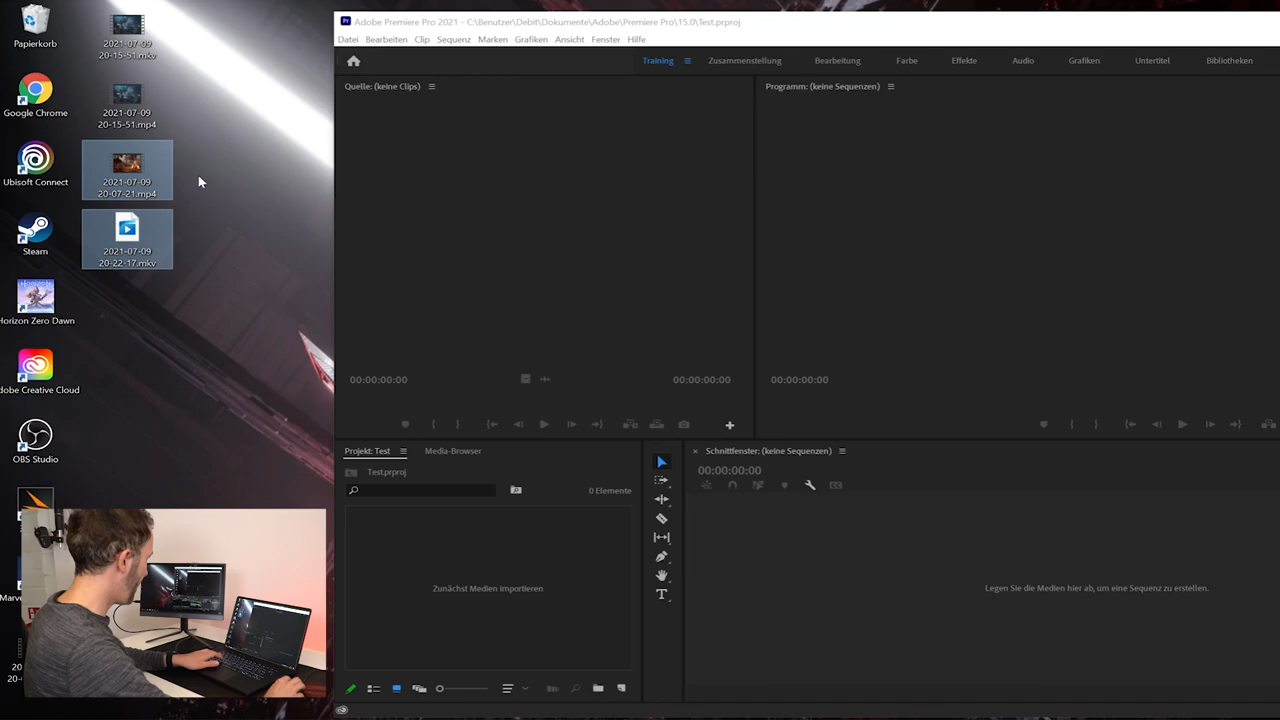 Papierkorb
2021-07-09
20-15-51.mkv
Google Chrome
2021-07-09
20-15-51.mp4
Ubisoft Connect
2021-07-09
20-07-21.mp4
Steam
2021-07-09
20-22-17.mkv
Horizon Zero Dawn
dobe Creative Cloud
OBS Studio
Marve
20
20-
Pr
Adobe Premiere Pro 2021 - C:\Benutzer\Debit\Dokumente\Adobe\Premiere Pro\15.0\Test.prproj
Datei Bearbeiten Clip Sequenz Marken Grafiken Ansicht Fenster Hilfe
Training Zusammenstellung Bearbeitung Farbe Effekte Audio Grafiken Untertitel Bibliotheken
Quelle: (keine Clips)
Programm: (keine Sequenzen)
00:00:00:00 00:00:00:00
00:00:00:00
Projekt: Test Media-Browser
Test.prproj
0 Elemente
Zunächst Medien importieren
Schnittfenster: (keine Sequenzen)
00:00:00:00
Legen Sie die Medien hier ab, um eine Sequenz zu erstellen.